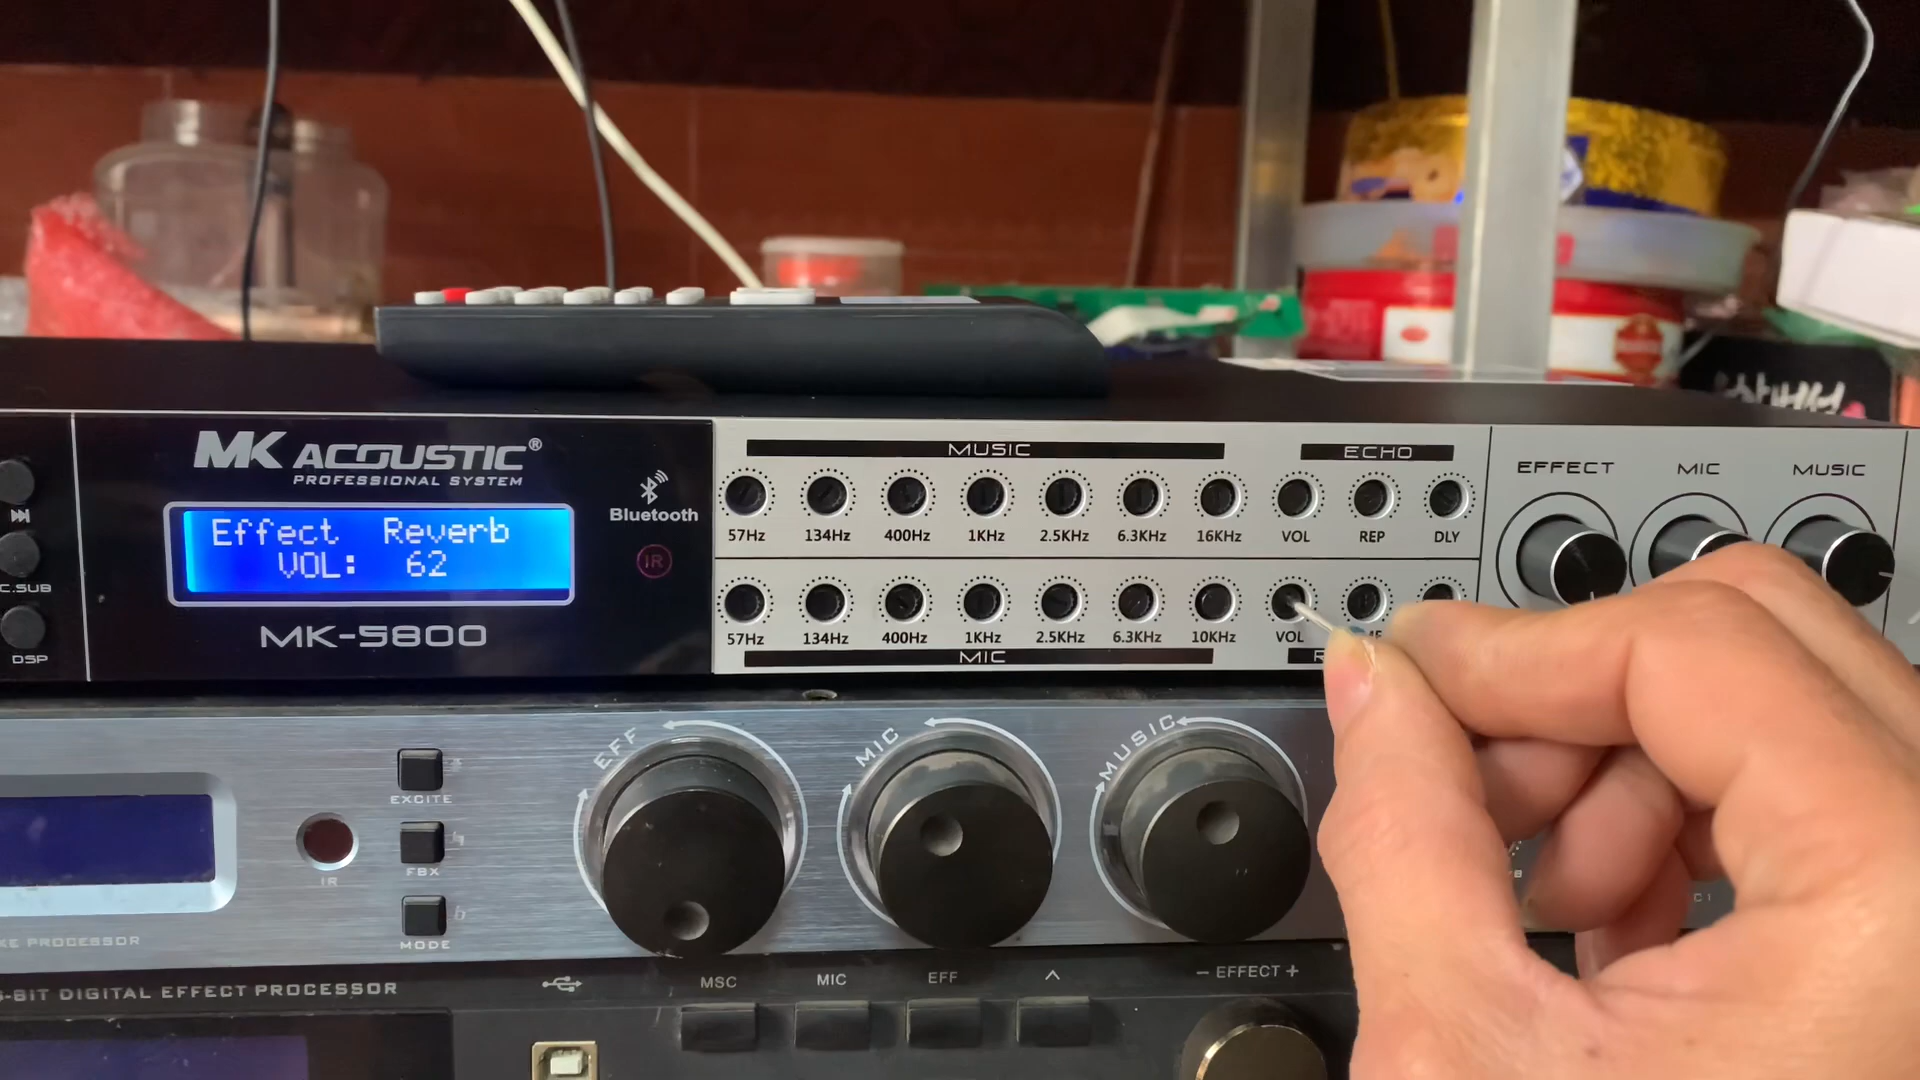 MK ACOUSTIC®
PROFESSIONAL SYSTEM
Effect Reverb
VOL: 62
MK-5800
Bluetooth
IR
C.SUB
DSP
MUSIC
ECHO
57Hz 134Hz 400Hz 1KHz 2.5KHz 6.3KHz 16KHz VOL REP DLY
57Hz 134Hz 400Hz 1KHz 2.5KHz 6.3KHz 10KHz VOL
MIC
EFFECT MIC MUSIC
EFF MIC MUSIC
EXCITE
FBX
MODE
IR
PROCESSOR
-BIT DIGITAL EFFECT PROCESSOR
MSC MIC EFF ^ - EFFECT +